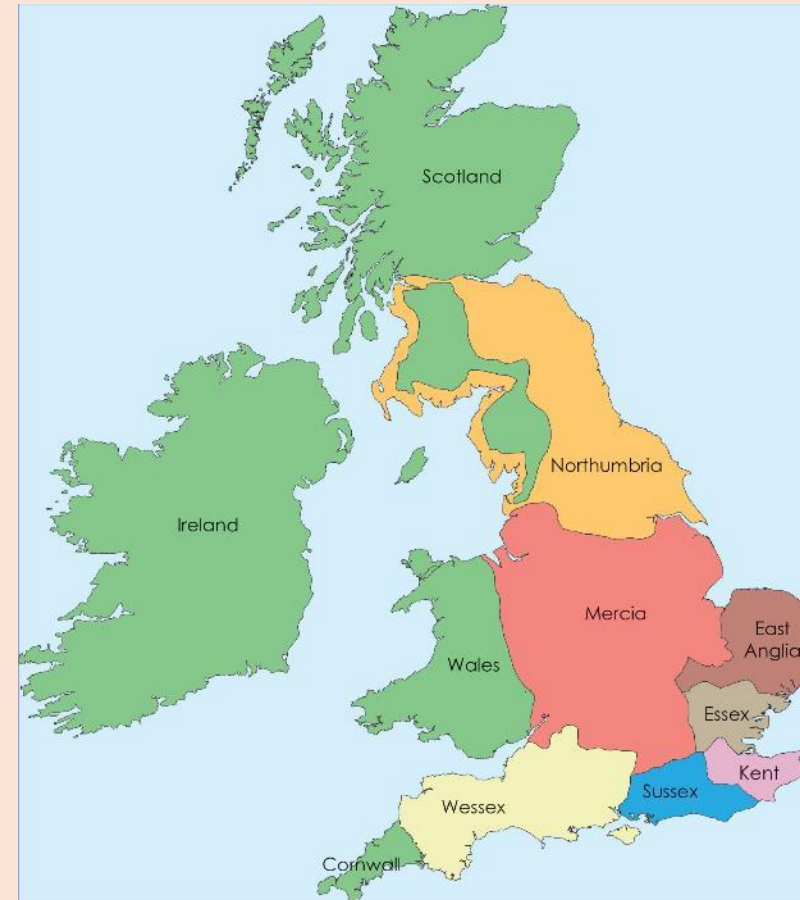 Scotland
Northumbria
Ireland
Mercia
East
Anglia
Wales
Essex
Kent
Sussex
Wessex
Cornwall